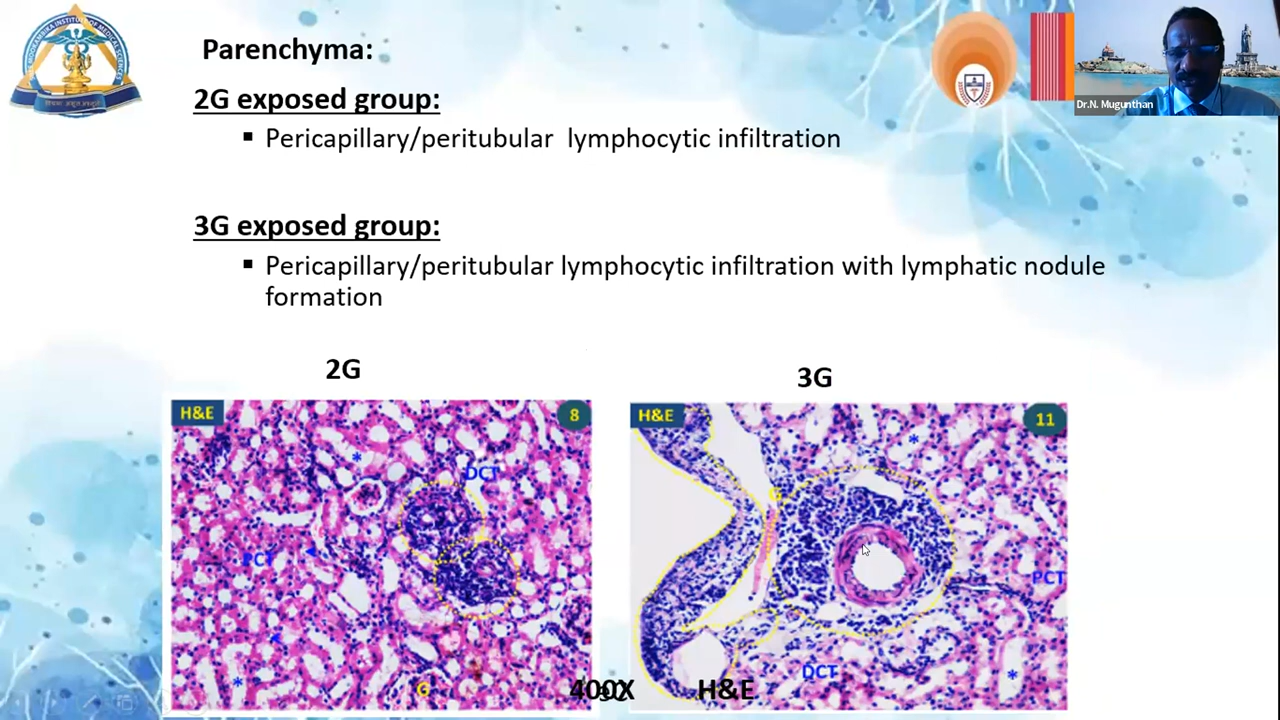 Parenchyma:
Dr.N. Mugunthan
2G exposed group:
▪ Pericapillary/peritubular lymphocytic infiltration
3G exposed group:
▪ Pericapillary/peritubular lymphocytic infiltration with lymphatic nodule
formation
2G
3G
H&E
8
*
DCT
PCT
*
G
H&E
11
*
PCT
DCT
*
400X
H&E